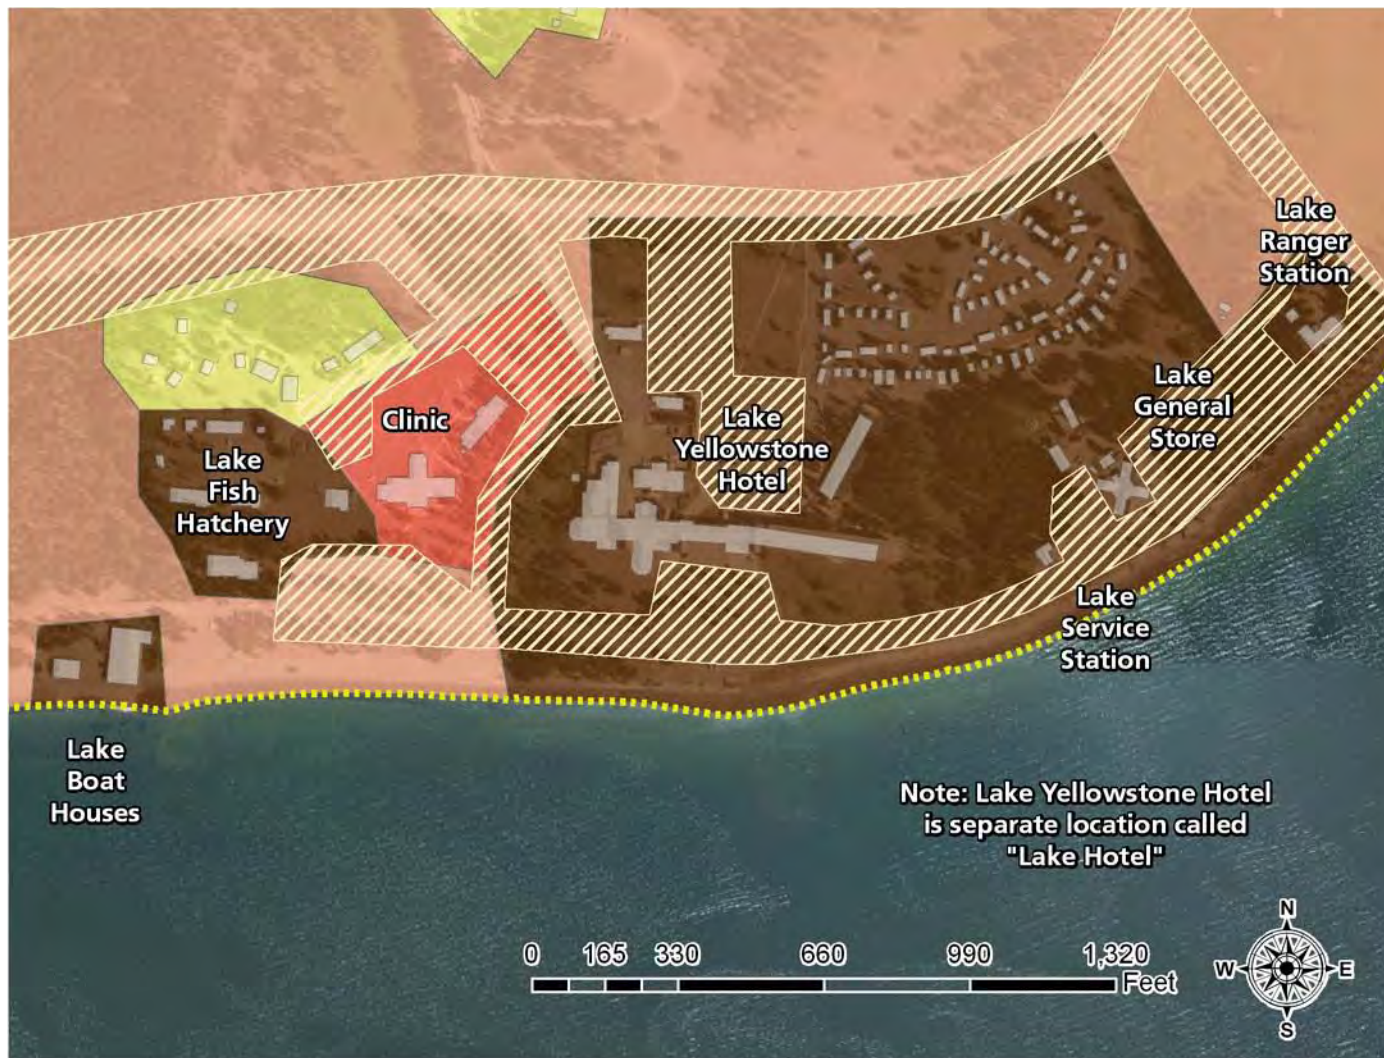 Lake
Ranger
Station
Lake
General
Store
Clinic
Lake
Yellowstone
Hotel
Lake
Fish
Hatchery
Lake
Service
Station
Lake
Boat
Houses
Note: Lake Yellowstone Hotel
is separate location called
"Lake Hotel"
0 165 330 660 990 1,320
Feet
N
W E
S